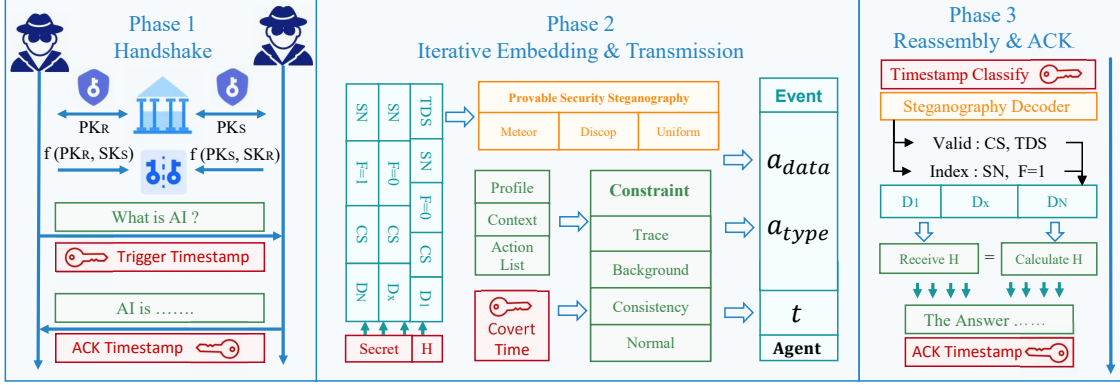 Phase 1
Handshake
PKR
PKS
f (PKR, SKS)
f (PKS, SKR)
What is AI ?
Trigger Timestamp
AI is …….
ACK Timestamp
Phase 2
Iterative Embedding & Transmission
SN
F=1
CS
DN
SN
F=0
CS
Dx
TDS
SN
F=0
CS
D1
Secret
H
Provable Security Steganography
Meteor
Discop
Uniform
Profile
Context
Action
List
Covert
Time
Constraint
Trace
Background
Consistency
Normal
Event
adata
atype
t
Agent
Phase 3
Reassembly & ACK
Timestamp Classify
Steganography Decoder
Valid : CS, TDS
Index : SN, F=1
D1
Dx
DN
Receive H
=
Calculate H
The Answer ……
ACK Timestamp